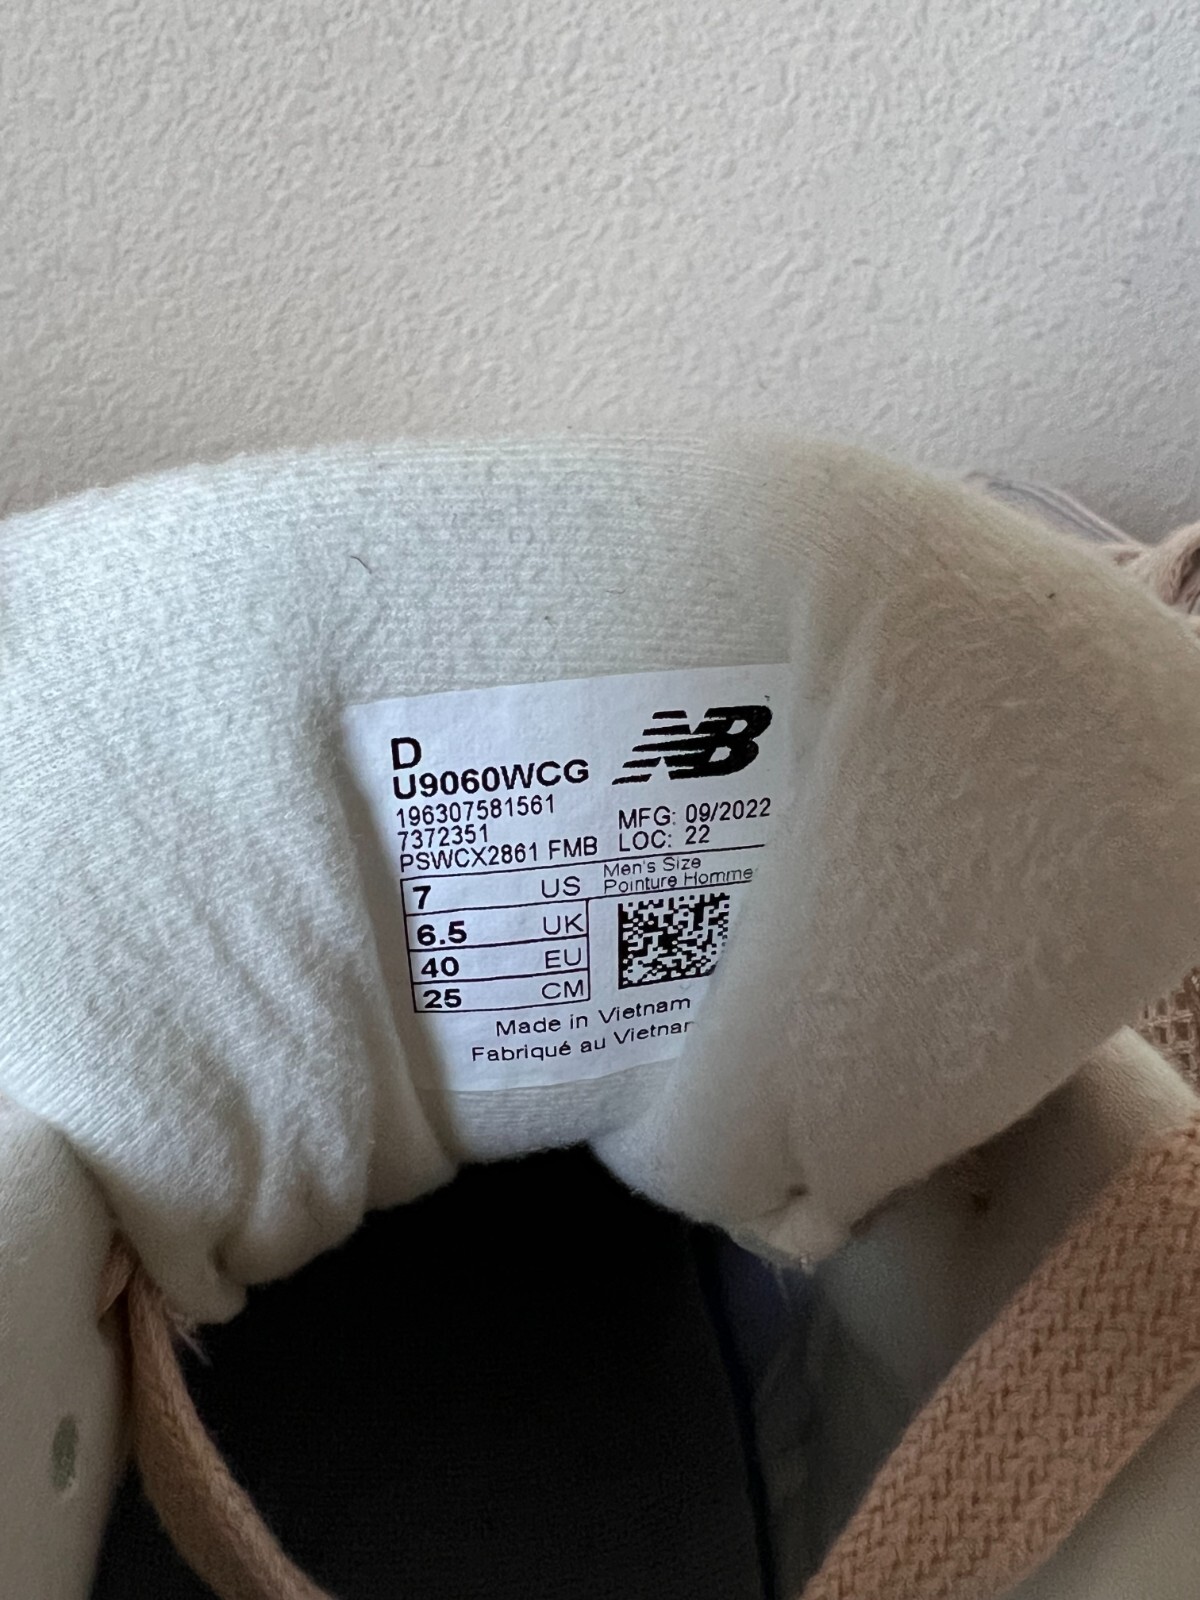 D
NB
U9060WCG
196307581561
7372351
PSWCX2861 FMB
MFG: 09/2022
LOC: 22
7 US
Men's Size
Pointure Homme
6.5 UK
40 EU
25 CM
Made in Vietnam
Fabriqué au Vietnam